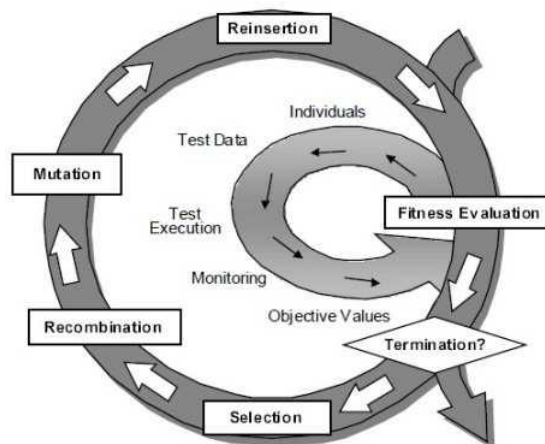 Reinsertion
Individuals
Test Data
Mutation
Test
Execution
Fitness Evaluation
Monitoring
Objective Values
Recombination
Termination?
Selection